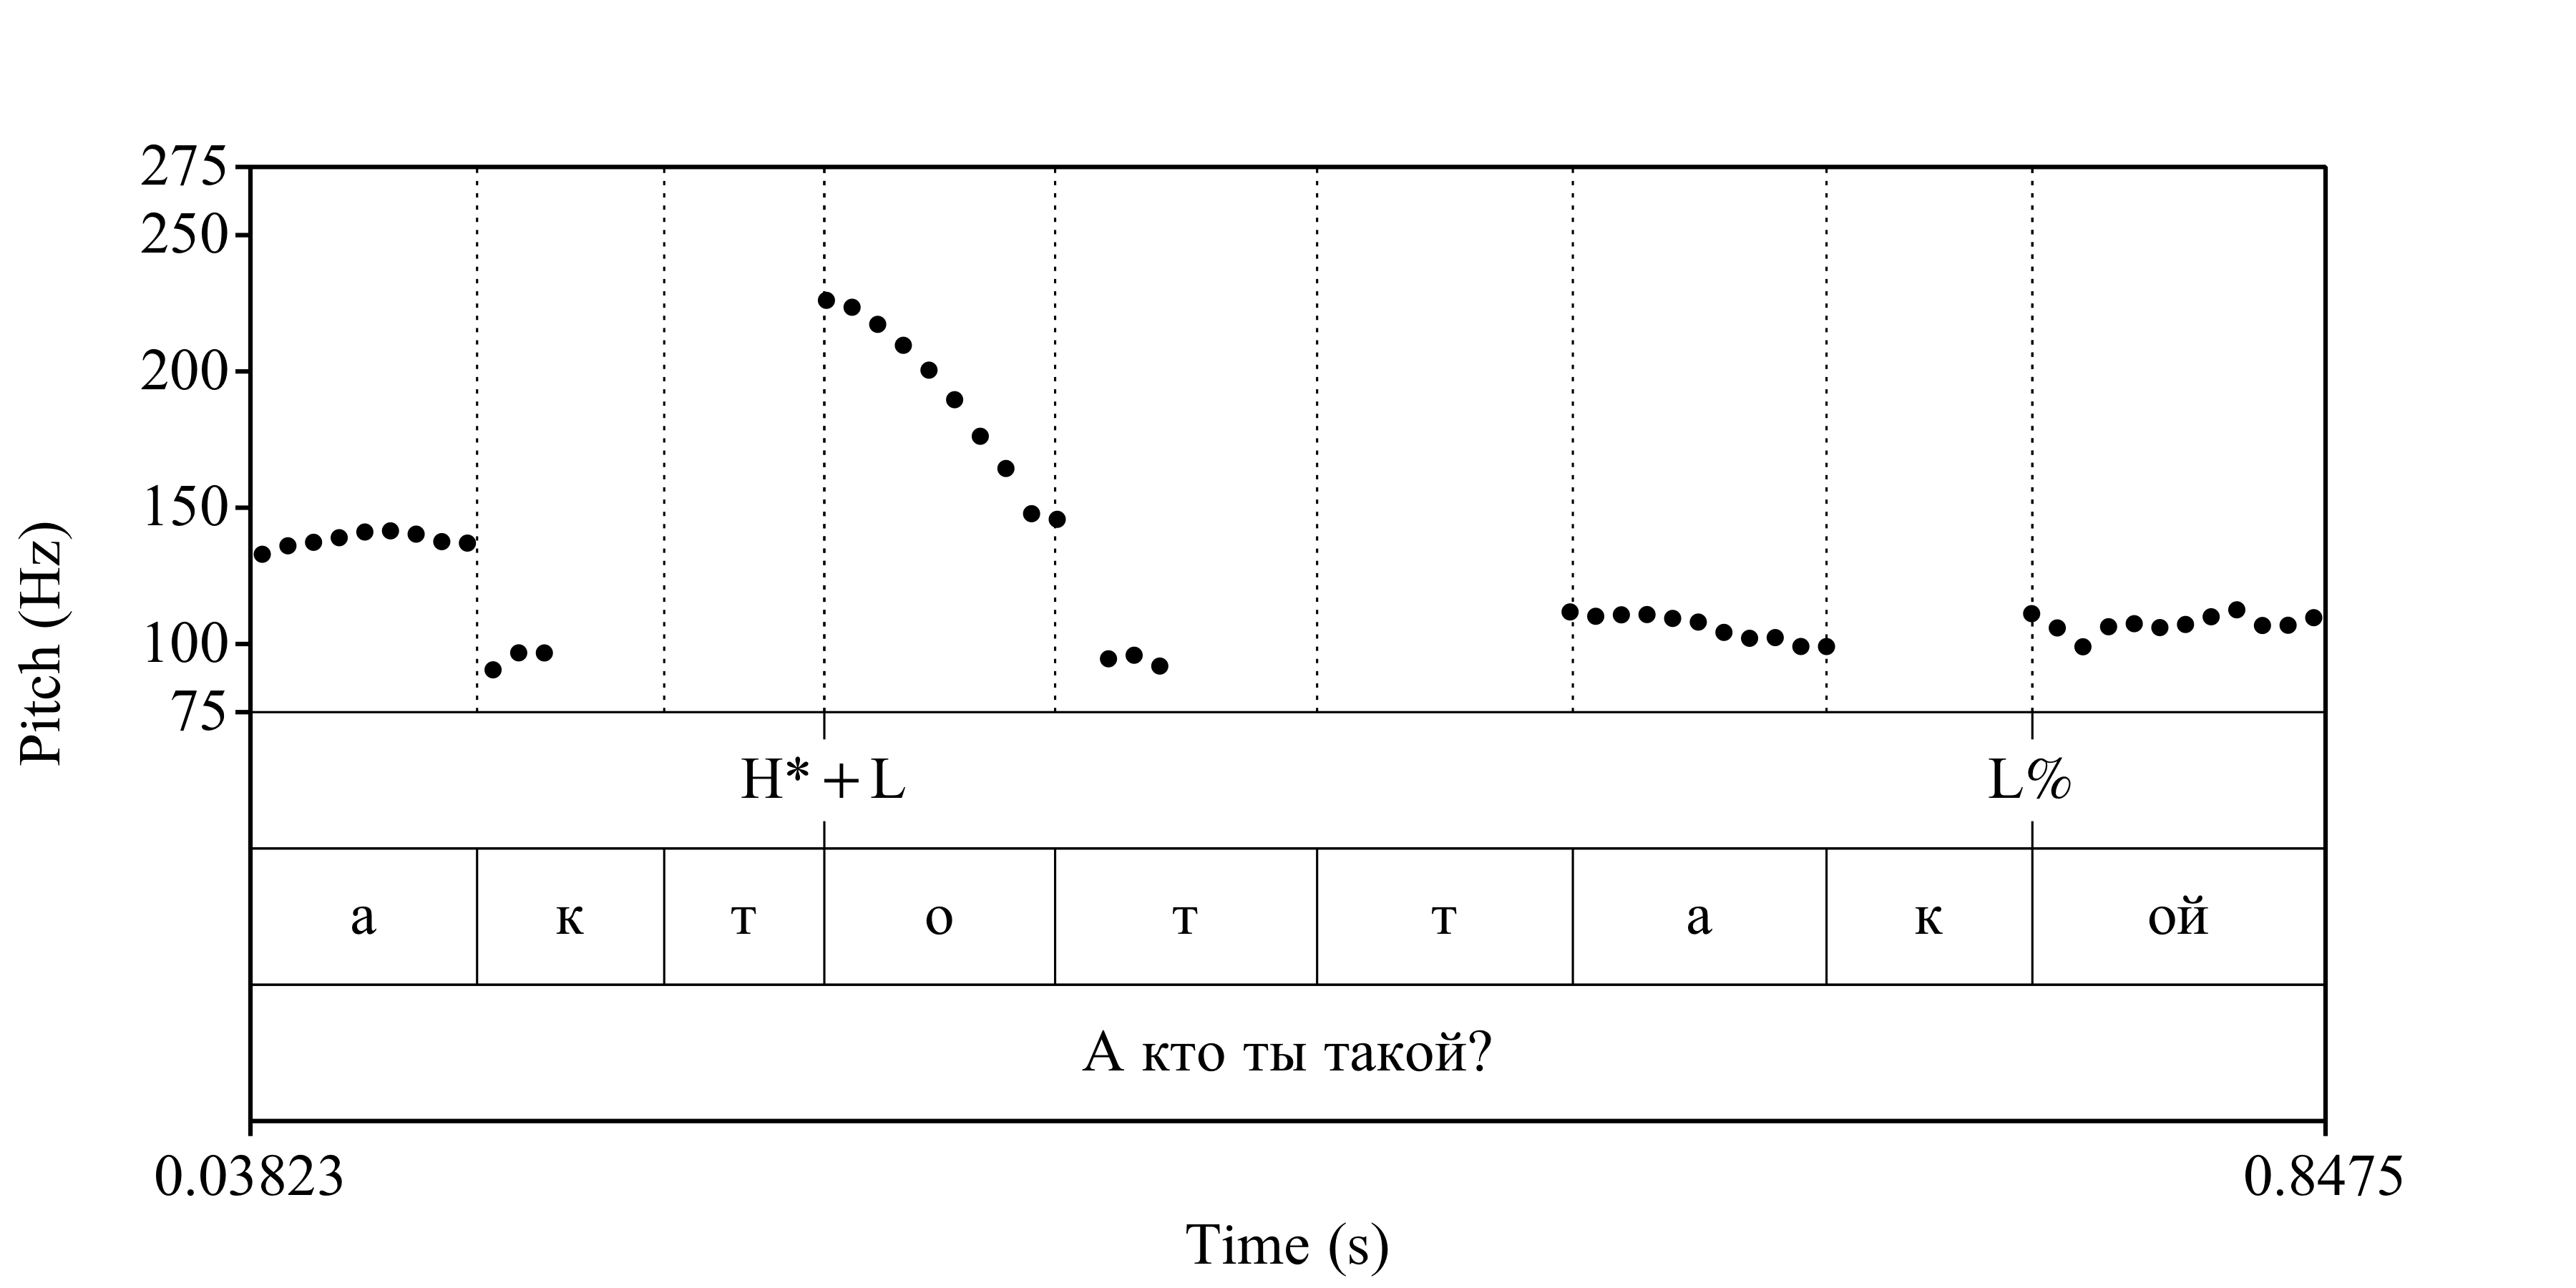 275
250
200
150
100
75
Pitch (Hz)
H* + L L%
а к т о т т а к ой
А кто ты такой?
0.03823 0.8475
Time (s)